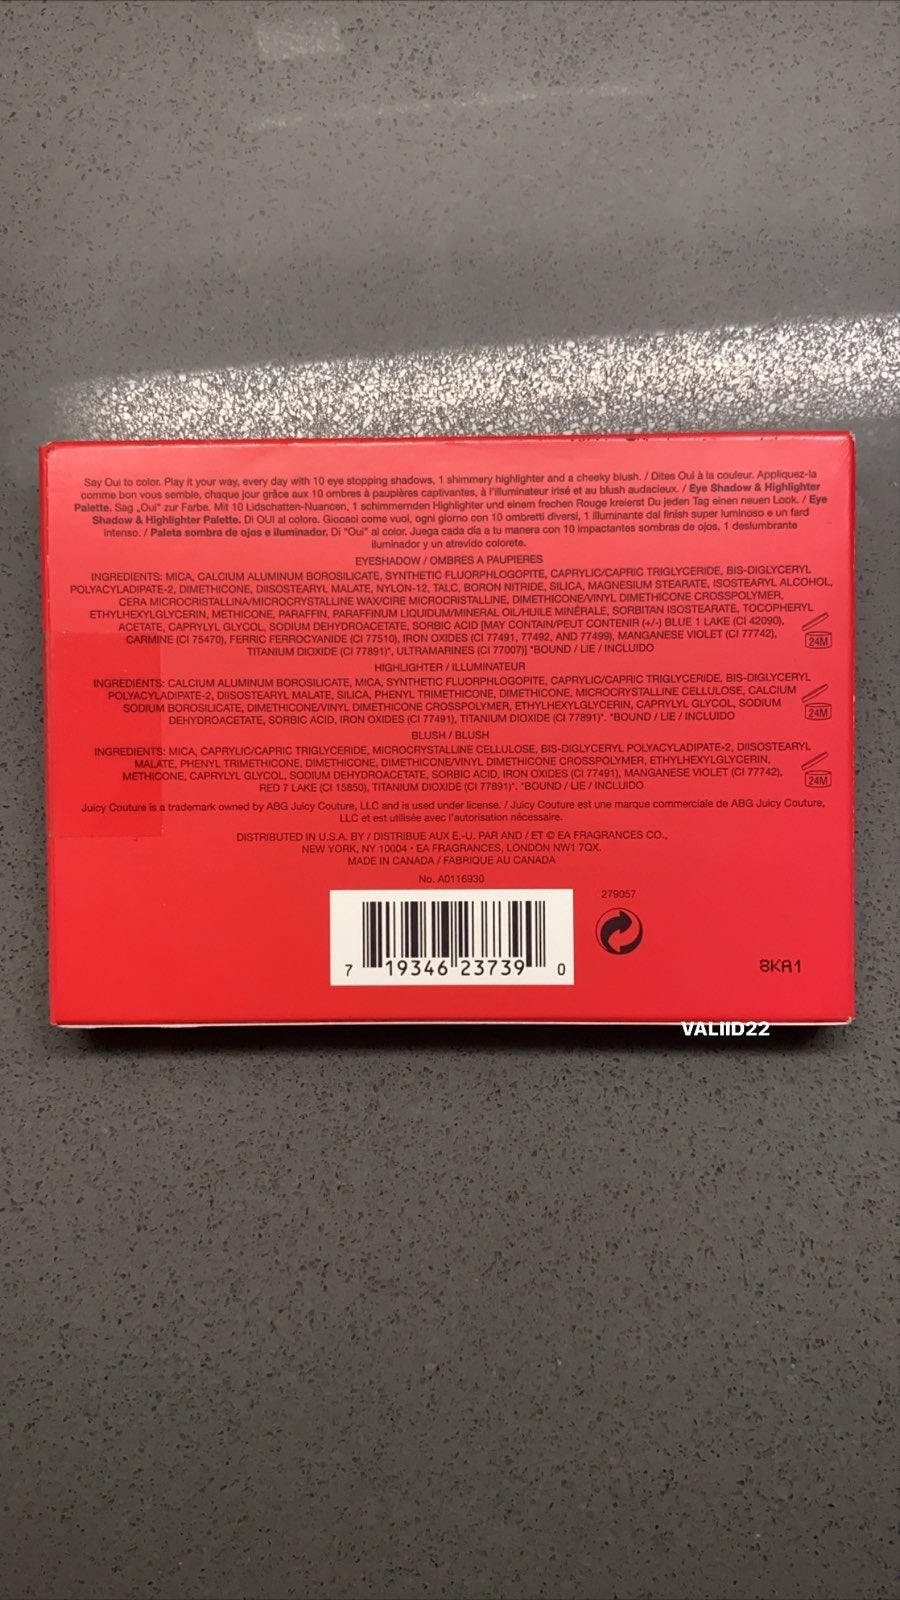 Say Oui to color. Play it your way, every day with 10 eye stopping shadows, 1 shimmery highlighter and a cheeky blush. / Dites Oui à la couleur. Appliquez-la
comme bon vous semble, chaque jour grâce aux 10 ombres à paupières captivantes, à l'illuminateur irisé et au blush audacieux. / Eye Shadow & Highlighter
Palette. Sag „Oui" zur Farbe. Mit 10 Lidschatten-Nuancen, 1 schimmernden Highlighter und einem frechen Rouge kreierst Du jeden Tag einen neuen Look. / Eye
Shadow & Highlighter Palette. Di OUI al colore. Giocaci come vuoi, ogni giorno con 10 ombretti diversi, 1 illuminante dal finish super luminoso e un fard
intenso. / Paleta sombra de ojos e iluminador. Di "Oui" al color. Juega cada día a tu manera con 10 impactantes sombras de ojos, 1 deslumbrante
iluminador y un atrevido colorete.
EYESHADOW / OMBRES A PAUPIERES
INGREDIENTS: MICA, CALCIUM ALUMINUM BOROSILICATE, SYNTHETIC FLUORPHLOGOPITE, CAPRYLIC/CAPRIC TRIGLYCERIDE, BIS-DIGLYCERYL
POLYACYLADIPATE-2, DIMETHICONE, DIISOSTEARYL MALATE, NYLON-12, TALC, BORON NITRIDE, SILICA, MAGNESIUM STEARATE, ISOSTEARYL ALCOHOL,
CERA MICROCRISTALLINA/MICROCRYSTALLINE WAX/CIRE MICROCRISTALLINE, DIMETHICONE/VINYL DIMETHICONE CROSSPOLYMER,
ETHYLHEXYLGLYCERIN, METHICONE, PARAFFIN, PARAFFINUM LIQUIDUM/MINERAL OIL/HUILE MINÉRALE, SORBITAN ISOSTEARATE, TOCOPHERYL
ACETATE, CAPRYLYL GLYCOL, SODIUM DEHYDROACETATE, SORBIC ACID [MAY CONTAIN/PEUT CONTENIR (+/-) BLUE 1 LAKE (CI 42090),
CARMINE (CI 75470), FERRIC FERROCYANIDE (CI 77510), IRON OXIDES (CI 77491, 77492, AND 77499), MANGANESE VIOLET (CI 77742),
TITANIUM DIOXIDE (CI 77891)*, ULTRAMARINES (CI 77007)] *BOUND / LIE / INCLUIDO
24M
HIGHLIGHTER / ILLUMINATEUR
INGREDIENTS: CALCIUM ALUMINUM BOROSILICATE, MICA, SYNTHETIC FLUORPHLOGOPITE, CAPRYLIC/CAPRIC TRIGLYCERIDE, BIS-DIGLYCERYL
POLYACYLADIPATE-2, DIISOSTEARYL MALATE, SILICA, PHENYL TRIMETHICONE, DIMETHICONE, MICROCRYSTALLINE CELLULOSE, CALCIUM
SODIUM BOROSILICATE, DIMETHICONE/VINYL DIMETHICONE CROSSPOLYMER, ETHYLHEXYLGLYCERIN, CAPRYLYL GLYCOL, SODIUM
DEHYDROACETATE, SORBIC ACID, IRON OXIDES (CI 77491), TITANIUM DIOXIDE (CI 77891)*. *BOUND / LIE / INCLUIDO
24M
BLUSH / BLUSH
INGREDIENTS: MICA, CAPRYLIC/CAPRIC TRIGLYCERIDE, MICROCRYSTALLINE CELLULOSE, BIS-DIGLYCERYL POLYACYLADIPATE-2, DIISOSTEARYL
MALATE, PHENYL TRIMETHICONE, DIMETHICONE, DIMETHICONE/VINYL DIMETHICONE CROSSPOLYMER, ETHYLHEXYLGLYCERIN,
METHICONE, CAPRYLYL GLYCOL, SODIUM DEHYDROACETATE, SORBIC ACID, IRON OXIDES (CI 77491), MANGANESE VIOLET (CI 77742),
RED 7 LAKE (CI 15850), TITANIUM DIOXIDE (CI 77891)*. *BOUND / LIE / INCLUIDO
24M
Juicy Couture is a trademark owned by ABG Juicy Couture, LLC and is used under license. / Juicy Couture est une marque commerciale de ABG Juicy Couture,
LLC et est utilisée avec l'autorisation nécessaire.
DISTRIBUTED IN U.S.A. BY / DISTRIBUE AUX E.-U. PAR AND / ET © EA FRAGRANCES CO.,
NEW YORK, NY 10004 • EA FRAGRANCES, LONDON NW1 7QX.
MADE IN CANADA / FABRIQUE AU CANADA
No. A0116930
279057
7 19346 23739 0
8KA1
VALIID22